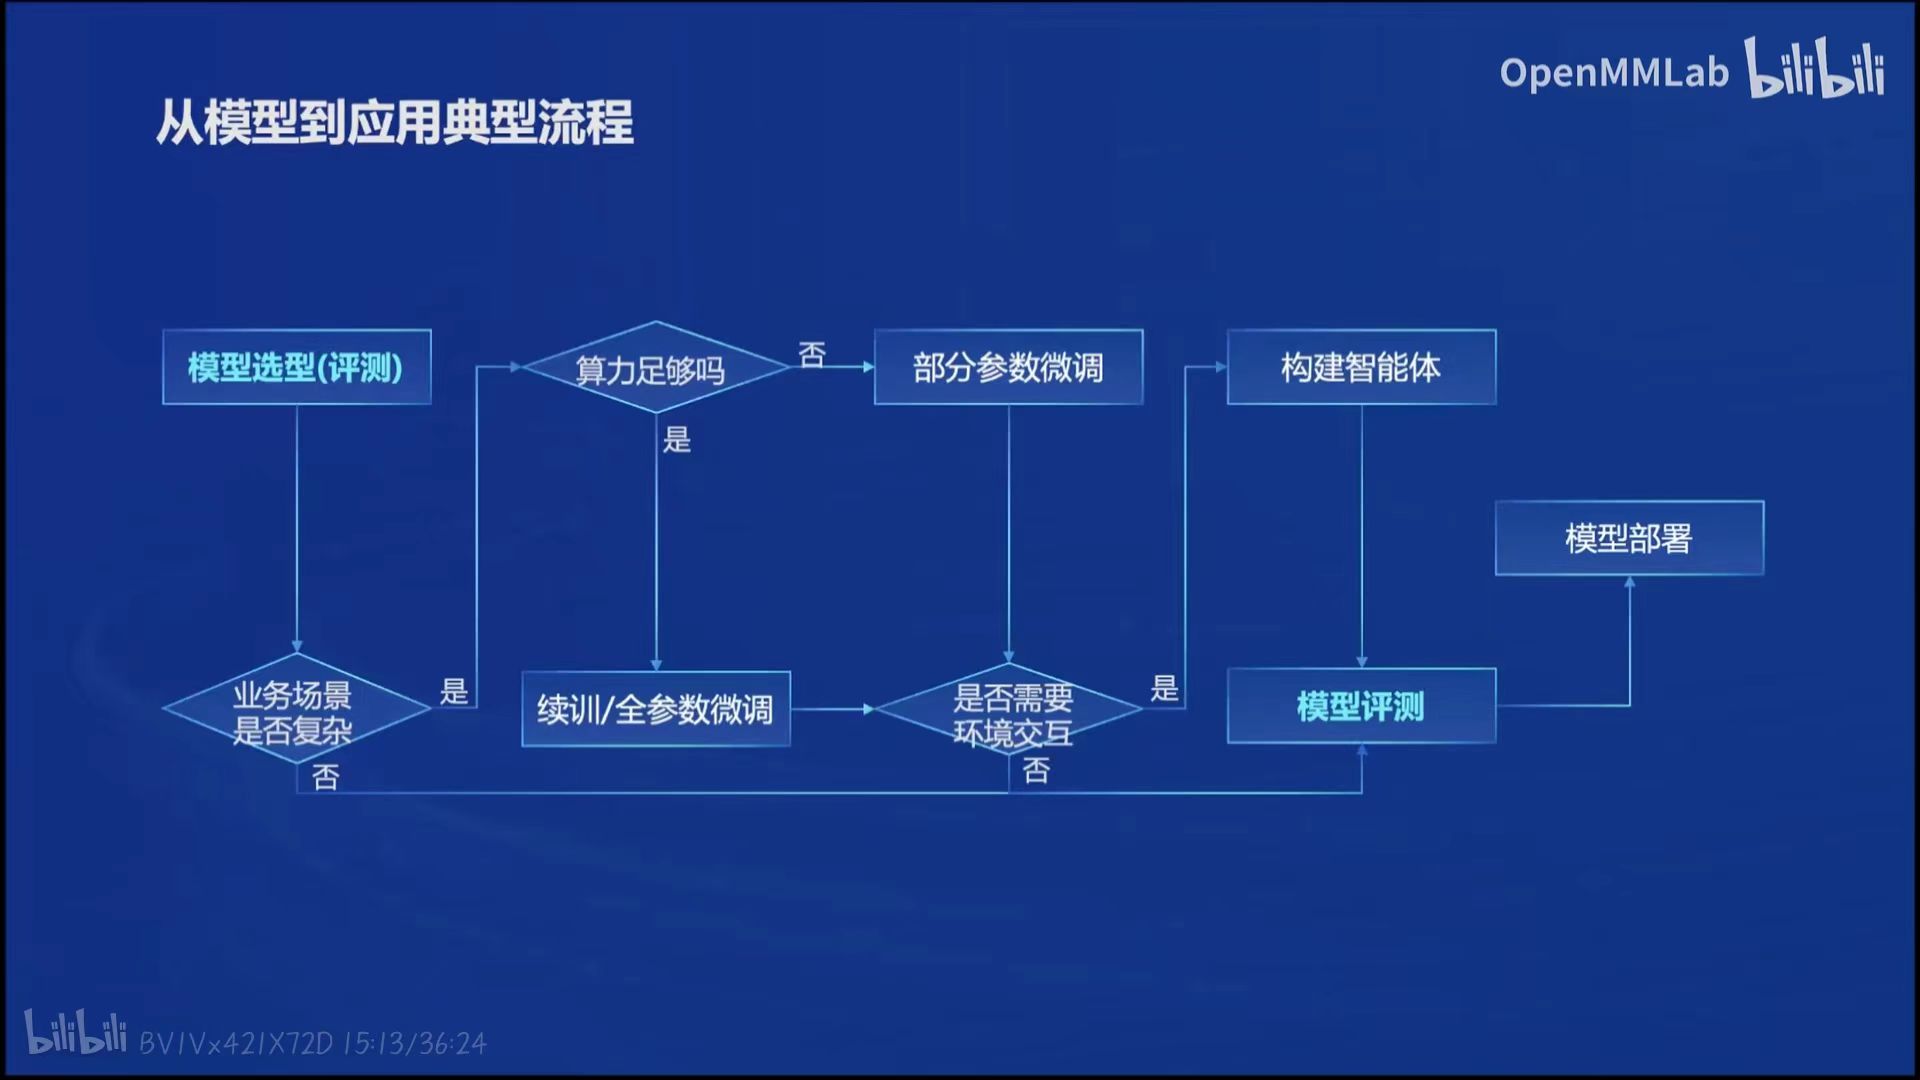 OpenMMLab bilibili
从模型到应用典型流程
模型选型(评测)
算力足够吗
否
部分参数微调
构建智能体
是
模型部署
业务场景
是否复杂
是
续训/全参数微调
是否需要
环境交互
是
模型评测
否
否
bilibili BV1Vx421X72D 15:13/36:24